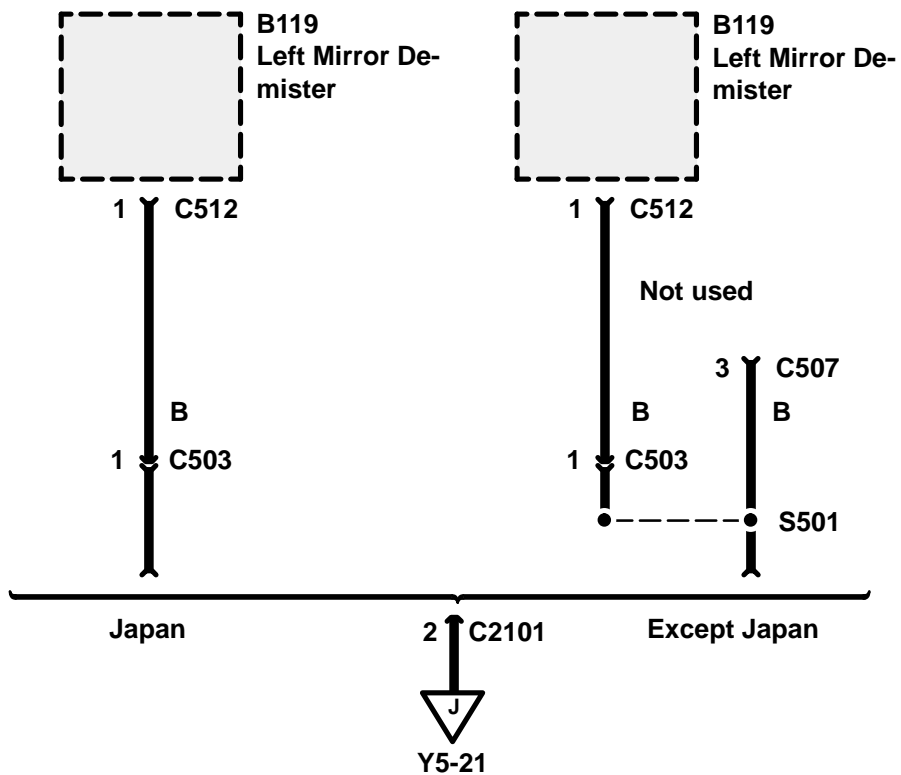 B119
Left Mirror De-
mister
B119
Left Mirror De-
mister
1 C512
1 C512
Not used
3 C507
B
B
B
1 C503
1 C503
S501
Japan
2 C2101
Except Japan
J
Y5-21